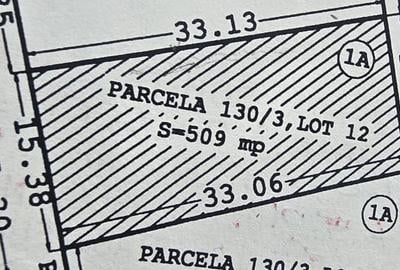 33.13
1A
PARCELA 130/3, LOT 12
S=509 mp
15.38
33.06
1A
PARCELA 130/3